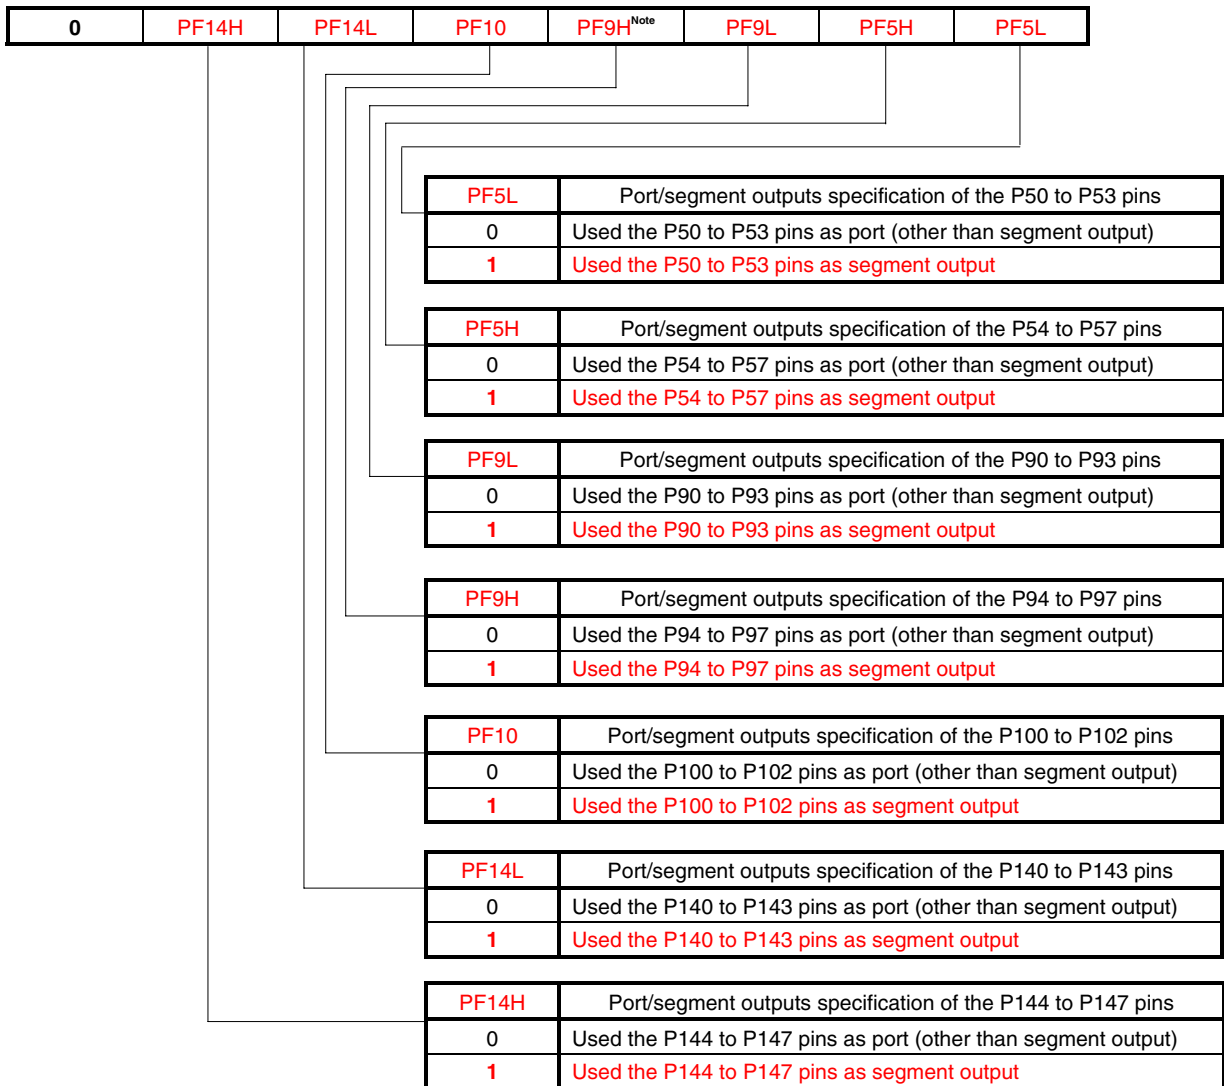 0 PF14H PF14L PF10 PF9H Note PF9L PF5H PF5L
PF5L Port/segment outputs specification of the P50 to P53 pins
0 Used the P50 to P53 pins as port (other than segment output)
1 Used the P50 to P53 pins as segment output
PF5H Port/segment outputs specification of the P54 to P57 pins
0 Used the P54 to P57 pins as port (other than segment output)
1 Used the P54 to P57 pins as segment output
PF9L Port/segment outputs specification of the P90 to P93 pins
0 Used the P90 to P93 pins as port (other than segment output)
1 Used the P90 to P93 pins as segment output
PF9H Port/segment outputs specification of the P94 to P97 pins
0 Used the P94 to P97 pins as port (other than segment output)
1 Used the P94 to P97 pins as segment output
PF10 Port/segment outputs specification of the P100 to P102 pins
0 Used the P100 to P102 pins as port (other than segment output)
1 Used the P100 to P102 pins as segment output
PF14L Port/segment outputs specification of the P140 to P143 pins
0 Used the P140 to P143 pins as port (other than segment output)
1 Used the P140 to P143 pins as segment output
PF14H Port/segment outputs specification of the P144 to P147 pins
0 Used the P144 to P147 pins as port (other than segment output)
1 Used the P144 to P147 pins as segment output